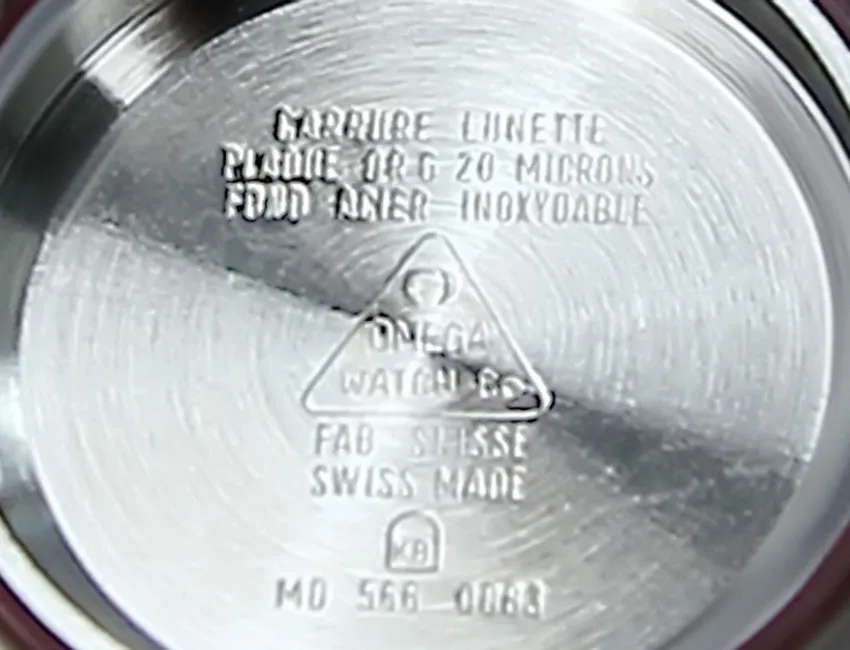 CARRURE LUNETTE
PLAQUE OR G 20 MICRONS
FOND ACIER INOXYDABLE
OMEGA
WATCH Co
FAB SUISSE
SWISS MADE
KB
MD 566